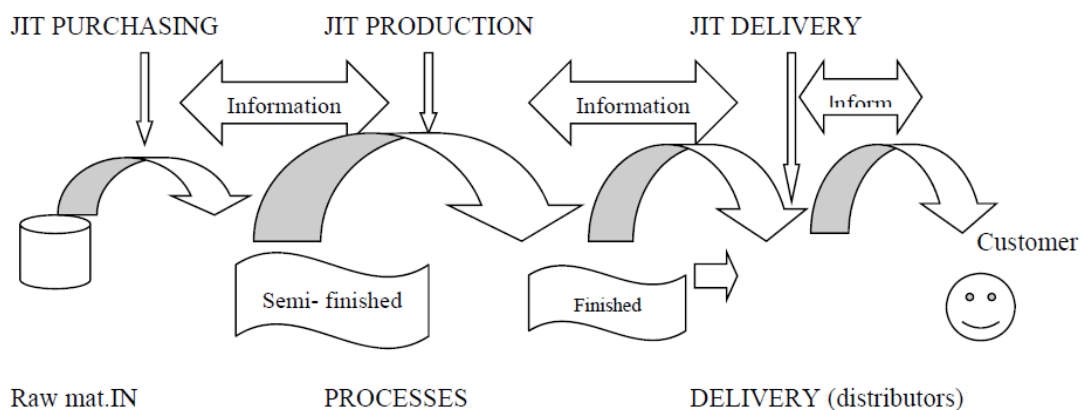 JIT PURCHASING
JIT PRODUCTION
JIT DELIVERY
Information
Information
Inform
Customer
Semi- finished
Finished
Raw mat.IN
PROCESSES
DELIVERY (distributors)